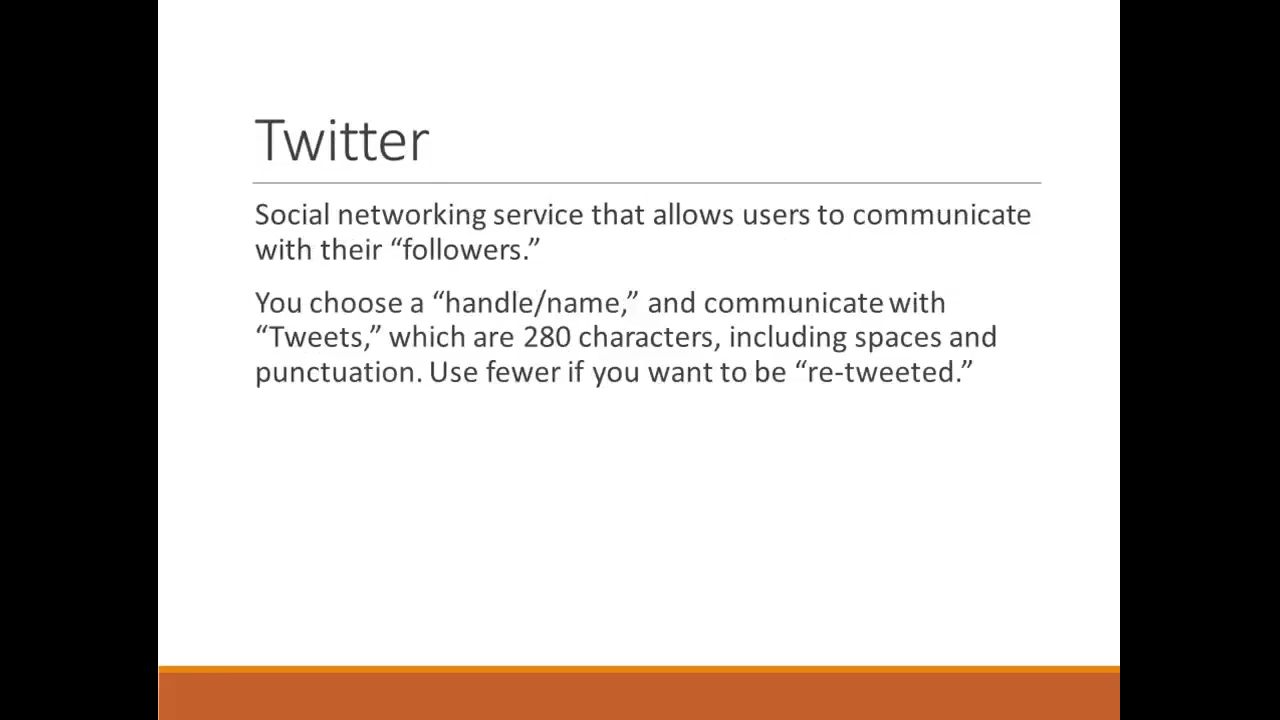 Twitter
Social networking service that allows users to communicate
with their “followers.”
You choose a “handle/name,” and communicate with
“Tweets,” which are 280 characters, including spaces and
punctuation. Use fewer if you want to be “re-tweeted.”